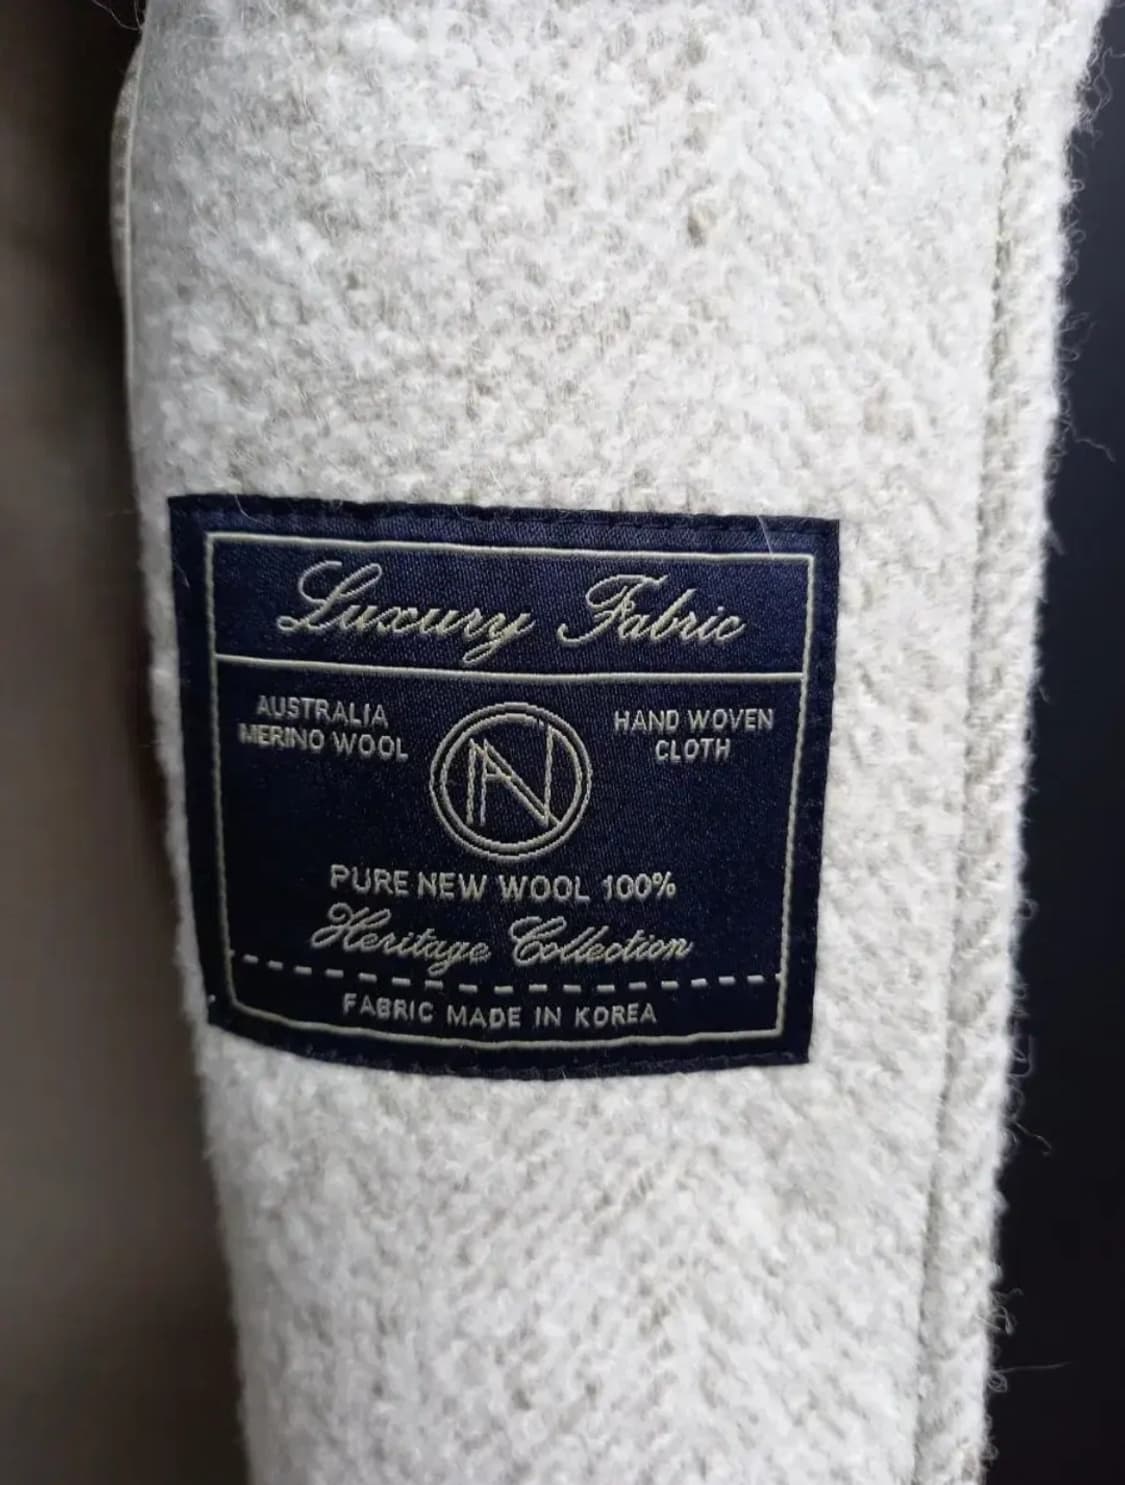 Luxury Fabric
AUSTRALIA
MERINO WOOL
HAND WOVEN
CLOTH
PURE NEW WOOL 100%
Heritage Collection
FABRIC MADE IN KOREA